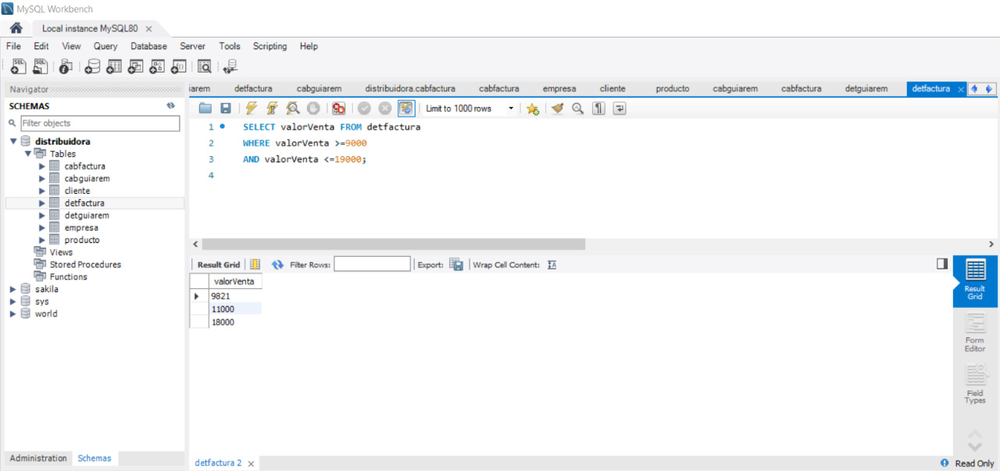 MySQL Workbench
Local instance MySQL80
File Edit View Query Database Server Tools Scripting Help
Navigator
SCHEMAS
Filter objects
distribuidora
Tables
cabfactura
cabguiarem
cliente
detfactura
detguiarem
empresa
producto
Views
Stored Procedures
Functions
sakila
sys
world
Administration Schemas
iarem detfactura cabguiarem distribuidora.cabfactura cabfactura empresa cliente producto cabguiarem cabfactura detguiarem detfactura
Limit to 1000 rows
1 SELECT valorVenta FROM detfactura
2 WHERE valorVenta >=9000
3 AND valorVenta <=19000;
4
Result Grid Filter Rows: Export: Wrap Cell Content:
valorVenta
9821
11000
18000
Result
Grid
Form
Editor
Field
Types
detfactura 2
Read Only